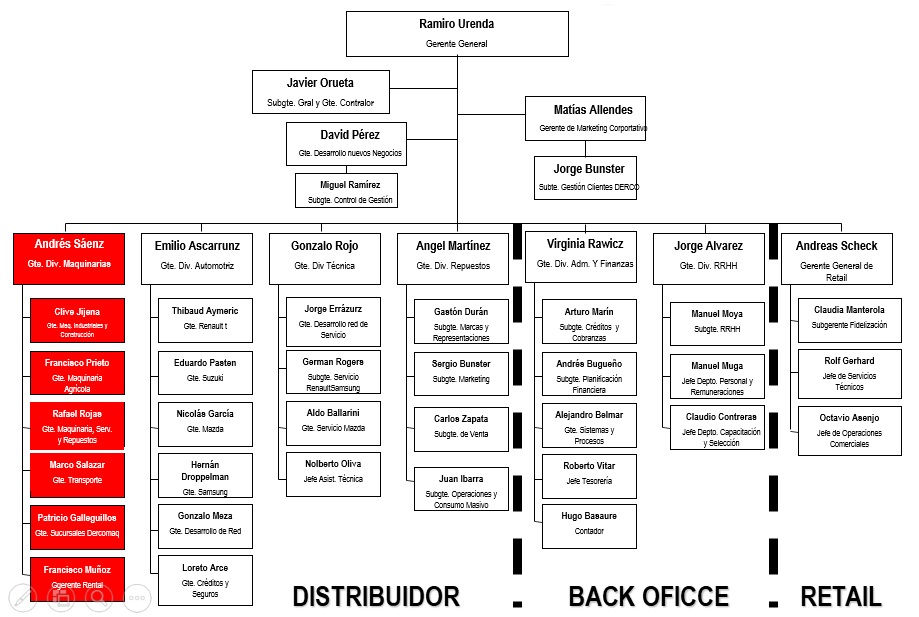 Ramiro Urenda
Gerente General
Javier Orueta
Subgte. Gral y Gte. Contralor
Matías Allendes
Gerente de Marketing Corportativo
David Pérez
Gte. Desarrollo nuevos Negocios
Jorge Bunster
Subte. Gestión Clientes DERCO
Miguel Ramírez
Subgte. Control de Gestión
Andrés Sáenz
Gte. Div. Maquinarias
Clive Jijena
Gte. Maq. Industriales y
Construcción
Francisco Prieto
Gte. Maquinaria
Agrícola
Rafael Rojas
Gte. Maquinaria, Serv.
y Repuestos
Marco Salazar
Gte. Transporte
Patricio Galleguillos
Gte. Sucursales Dercomaq
Francisco Muñoz
Ggerente Rental
Emilio Ascarrunz
Gte. Div. Automotriz
Thibaud Aymeric
Gte. Renault t
Eduardo Pasten
Gte. Suzuki
Nicolás García
Gte. Mazda
Hernán
Droppelman
Gte. Samsung
Gonzalo Meza
Gte. Desarrollo de Red
Loreto Arce
Gte. Créditos y
Seguros
Gonzalo Rojo
Gte. Div Técnica
Jorge Errázurz
Gte. Desarrollo red de
Servicio
German Rogers
Subgte. Servicio
RenaultSamsung
Aldo Ballarini
Gte. Servicio Mazda
Nolberto Oliva
Jefe Asist. Técnica
Angel Martínez
Gte. Div. Repuestos
Gastón Durán
Subgte. Marcas y
Representaciones
Sergio Bunster
Subgte. Marketing
Carlos Zapata
Subgte. de Venta
Juan Ibarra
Subgte. Operaciones y
Consumo Masivo
Virginia Rawicz
Gte. Div. Adm. Y Finanzas
Arturo Marín
Subgte. Créditos y
Cobranzas
Andrés Bugueño
Subgte. Planificación
Financiera
Alejandro Belmar
Gte. Sistemas y
Procesos
Roberto Vitar
Jefe Tesorería
Hugo Basaure
Contador
Jorge Alvarez
Gte. Div. RRHH
Manuel Moya
Subgte. RRHH
Manuel Muga
Jefe Depto. Personal y
Remuneraciones
Claudio Contreras
Jefe Depto. Capacitación
y Selección
Andreas Scheck
Gerente General de
Retail
Claudia Manterola
Subgerente Fidelización
Rolf Gerhard
Jefe de Servicios
Técnicos
Octavio Asenjo
Jefe de Operaciones
Comerciales
DISTRIBUIDOR
BACK OFICCE
RETAIL